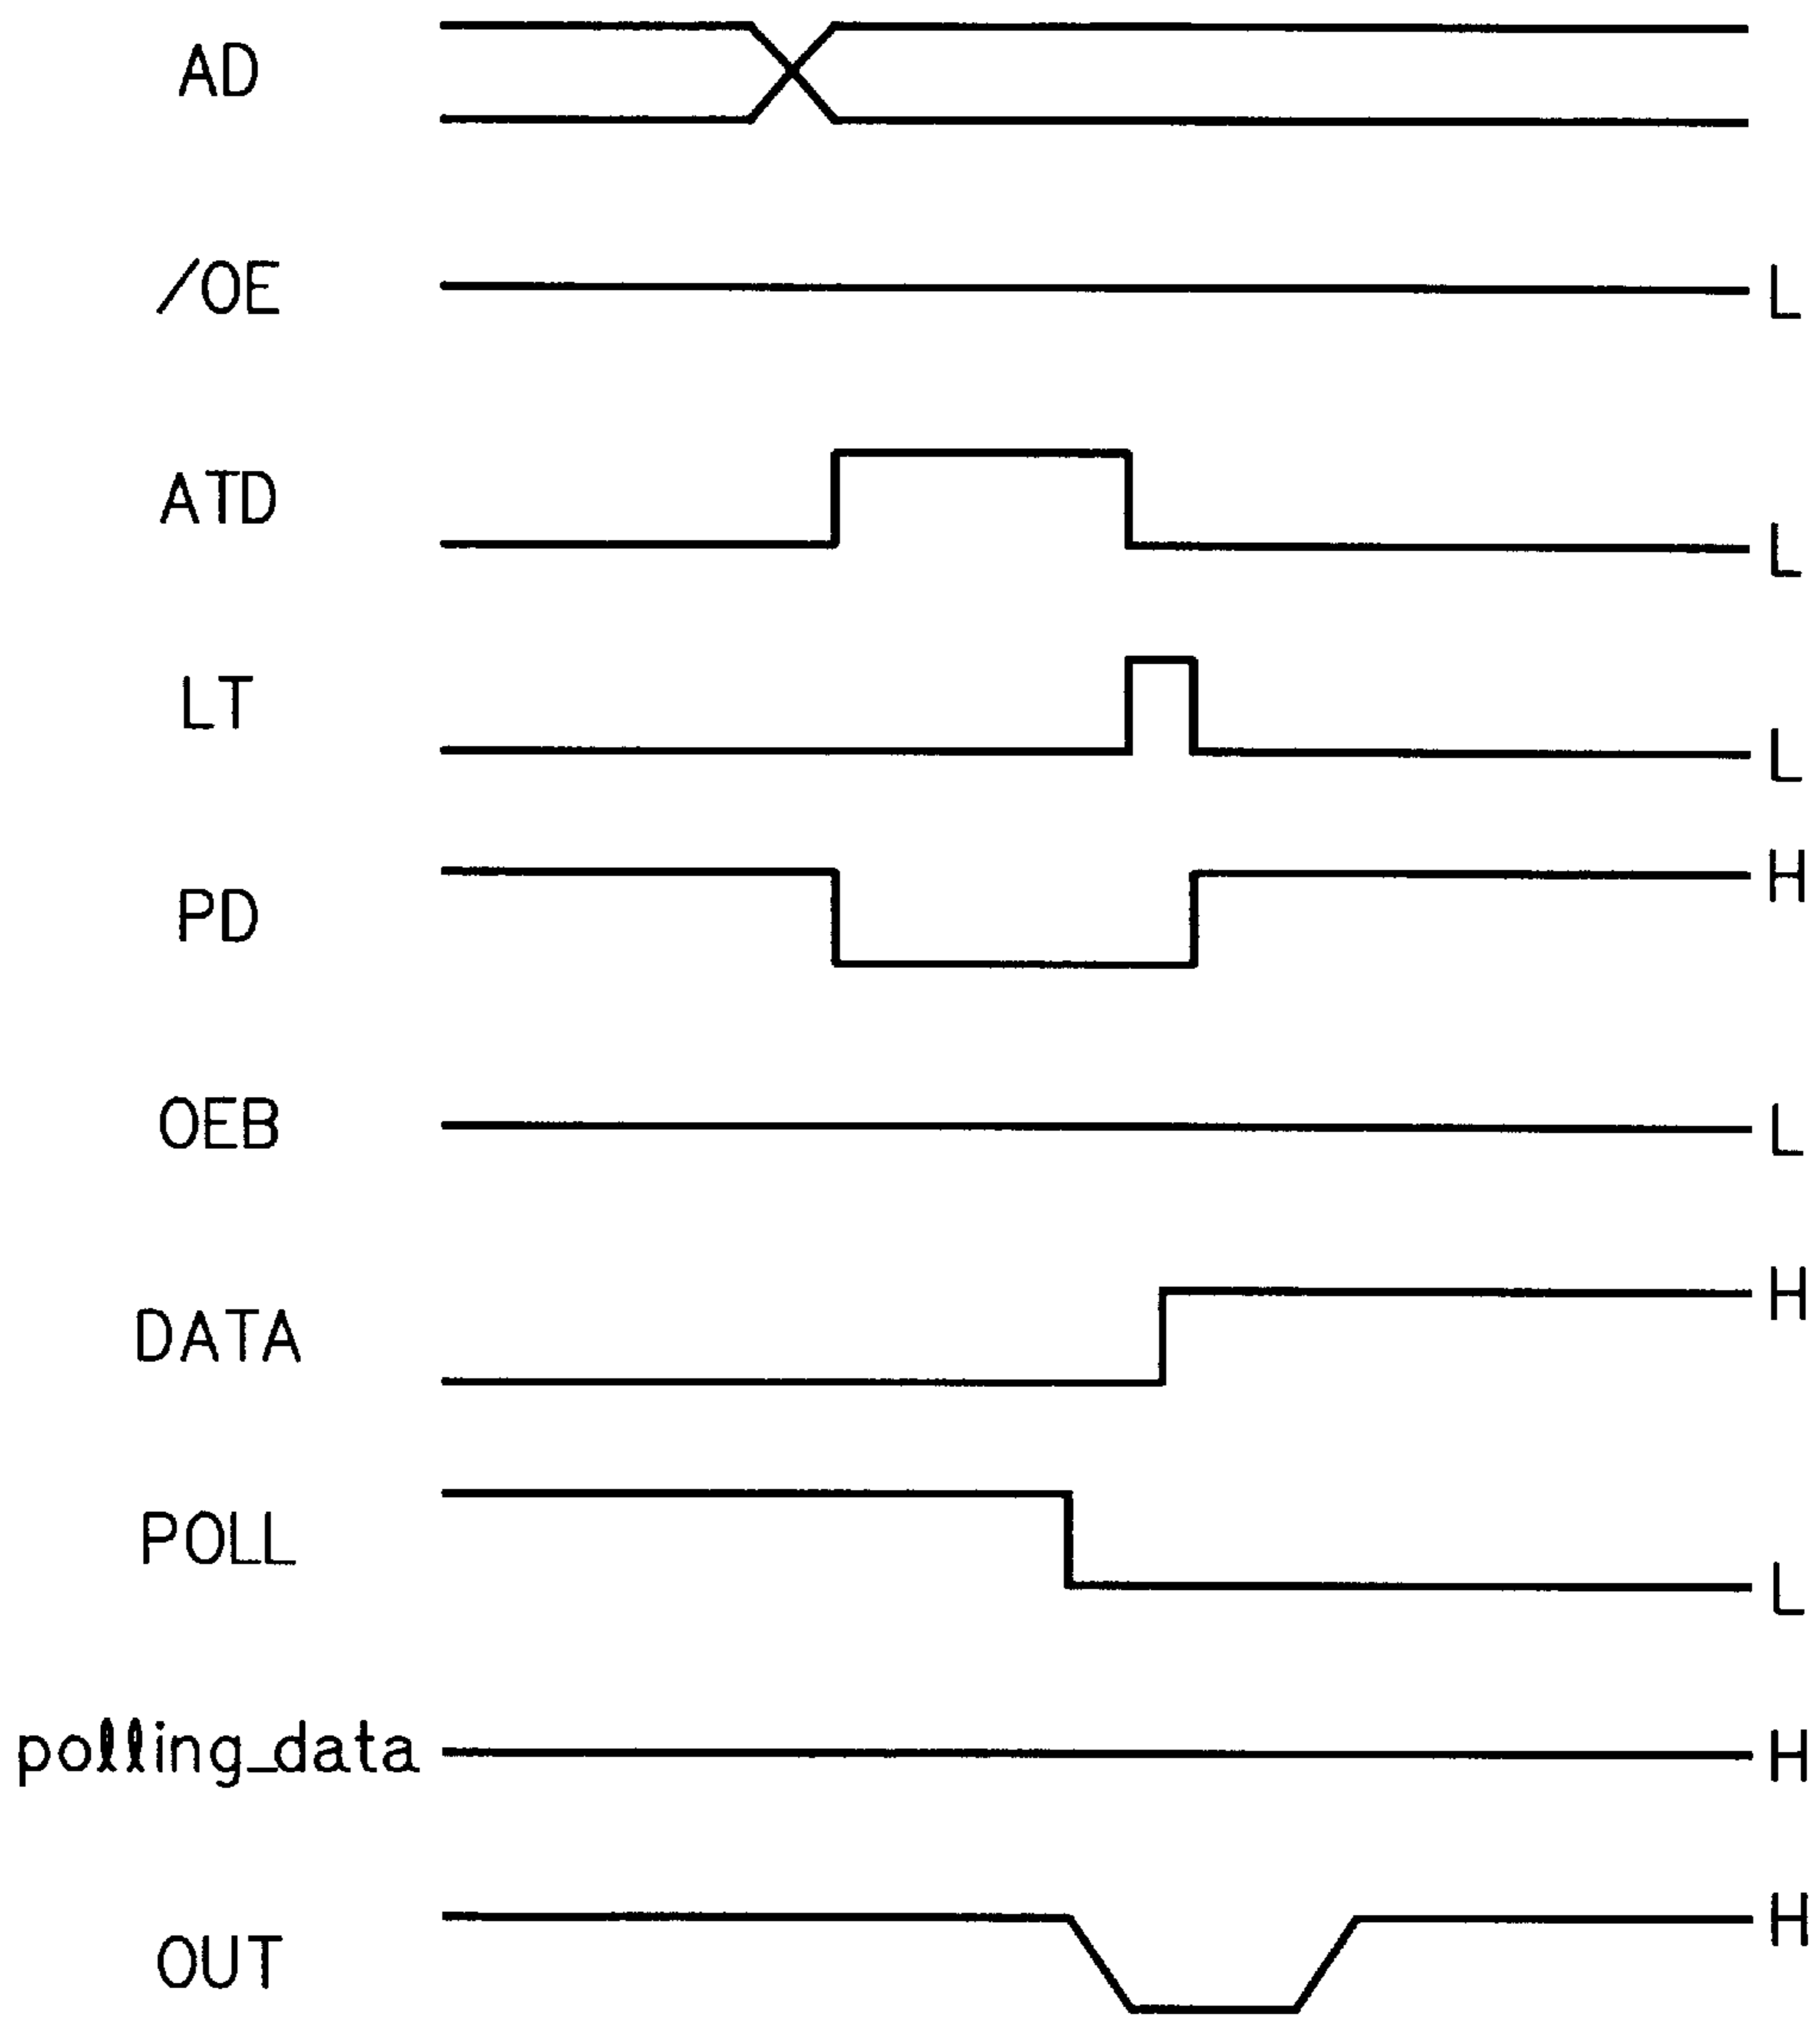 AD
/OE L
ATD L
LT L
PD H
OEB L
DATA H
POLL L
polling_data H
OUT H